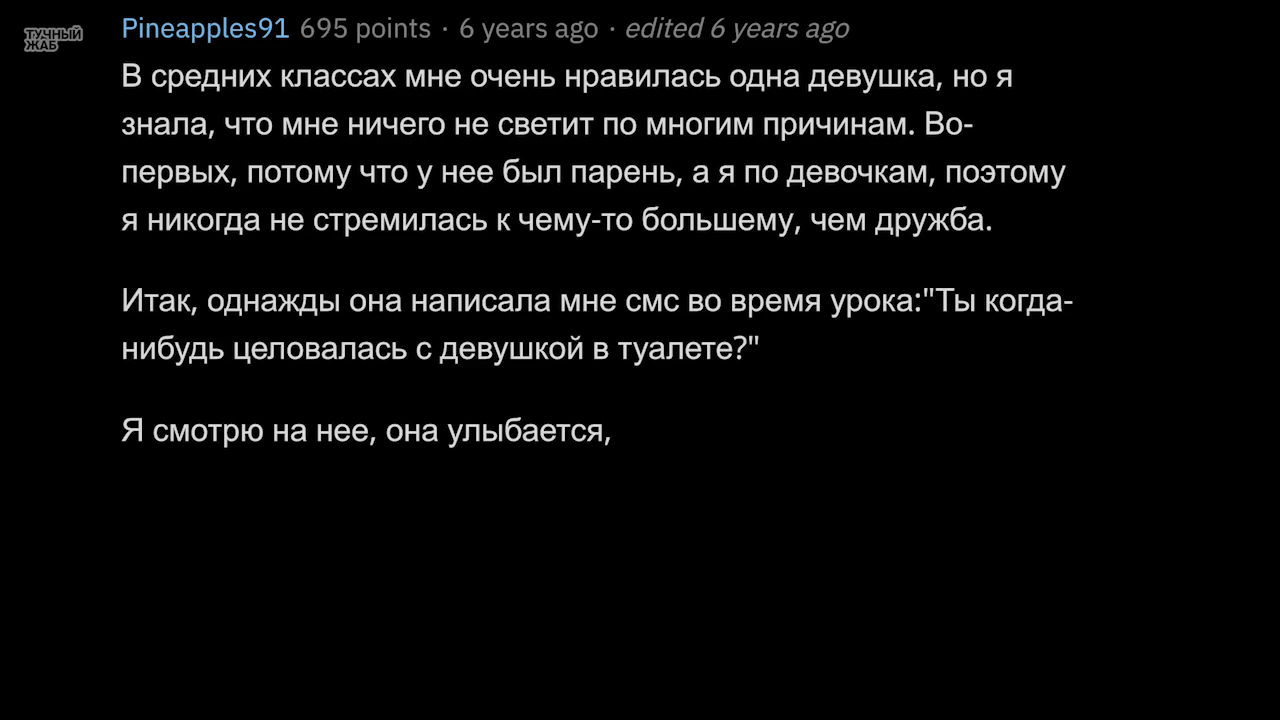 ТУЧНЫЙ
ЖАБ
Pineapples91 695 points · 6 years ago · edited 6 years ago
В средних классах мне очень нравилась одна девушка, но я
знала, что мне ничего не светит по многим причинам. Во-
первых, потому что у нее был парень, а я по девочкам, поэтому
я никогда не стремилась к чему-то большему, чем дружба.
Итак, однажды она написала мне смс во время урока:"Ты когда-
нибудь целовалась с девушкой в туалете?"
Я смотрю на нее, она улыбается,